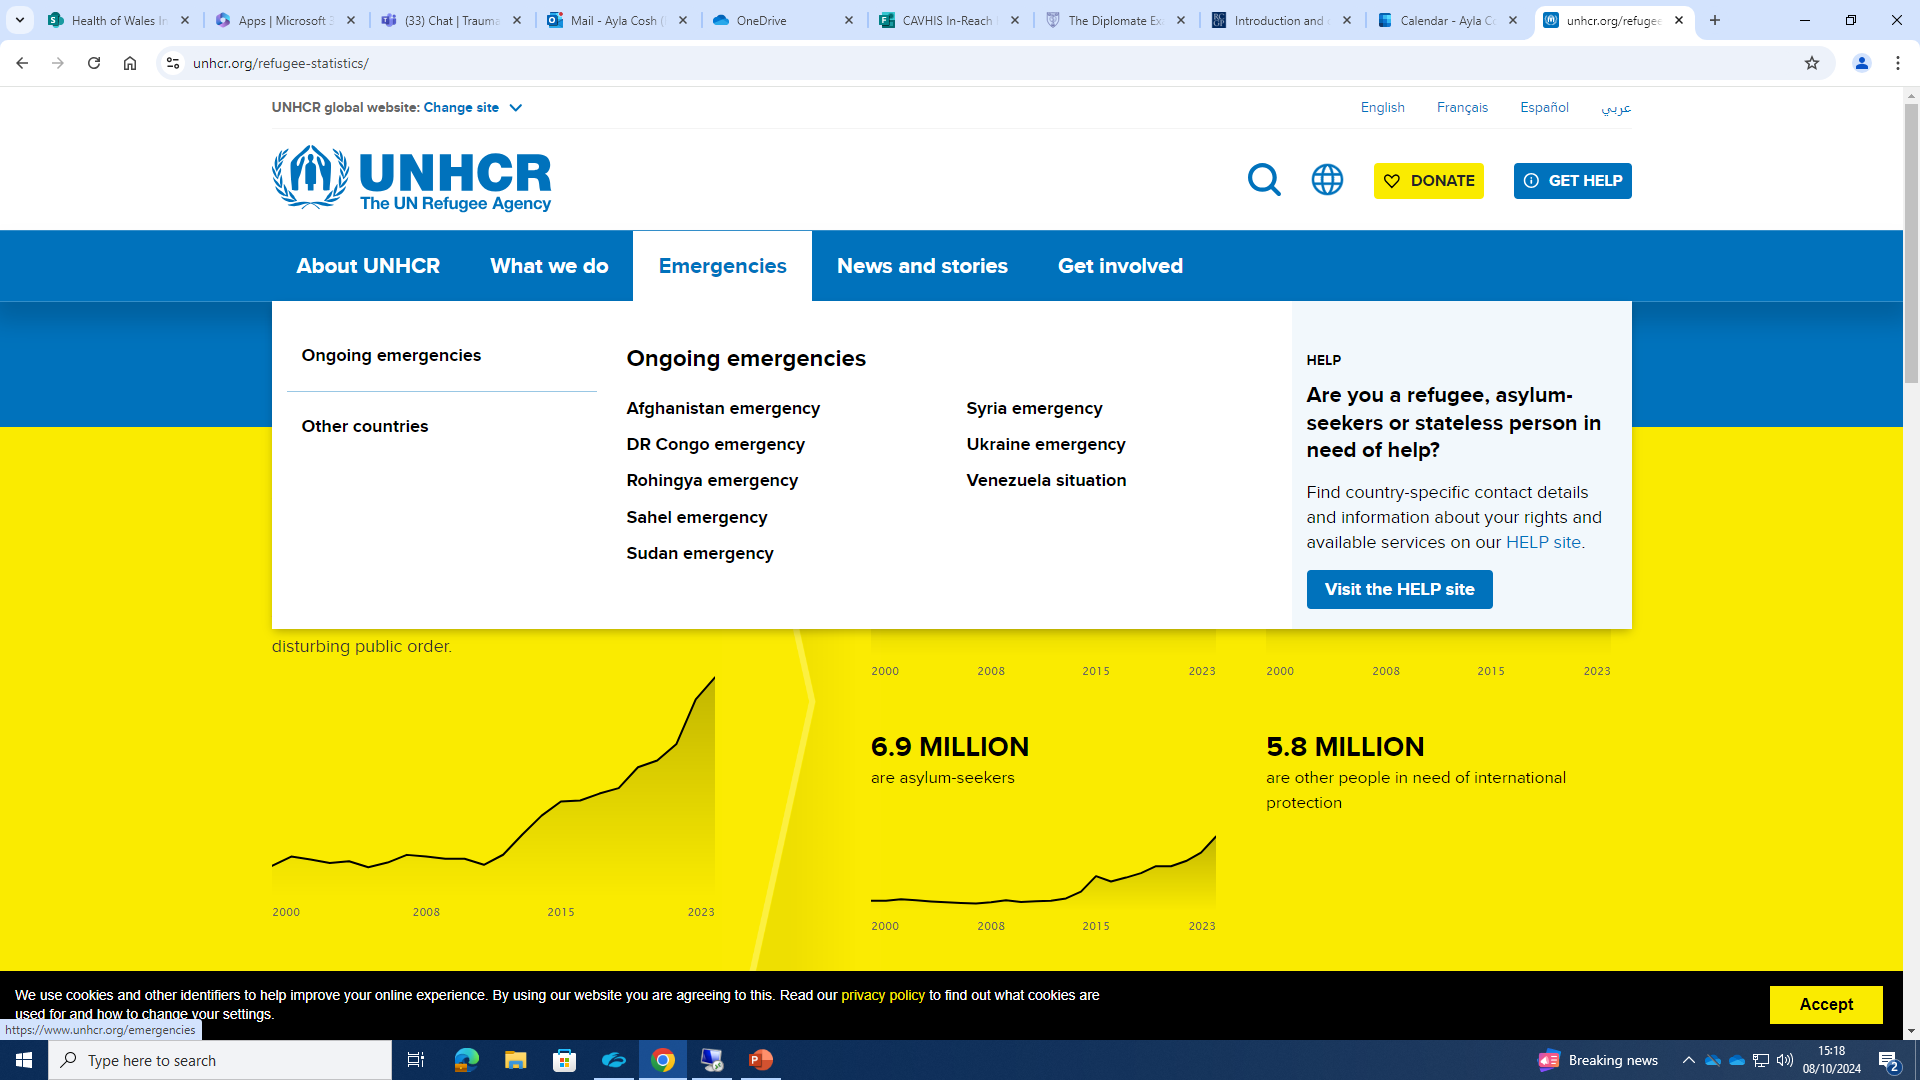 Health of Wales In
Apps | Microsoft 3
(33) Chat | Trauma
Mail - Ayla Cosh (
OneDrive
CAVHIS In-Reach
The Diplomate Ex
Introduction and
Calendar - Ayla C
unhcr.org/refugee
unhcr.org/refugee-statistics/
UNHCR global website: Change site
English
Français
Español
عربي
UNHCR
The UN Refugee Agency
DONATE
GET HELP
About UNHCR
What we do
Emergencies
News and stories
Get involved
Ongoing emergencies
Other countries
Ongoing emergencies
Afghanistan emergency
DR Congo emergency
Rohingya emergency
Sahel emergency
Sudan emergency
Syria emergency
Ukraine emergency
Venezuela situation
HELP
Are you a refugee, asylum-
seekers or stateless person in
need of help?
Find country-specific contact details
and information about your rights and
available services on our HELP site.
Visit the HELP site
disturbing public order.
2000 2008 2015 2023
2000 2008 2015 2023
6.9 MILLION
are asylum-seekers
5.8 MILLION
are other people in need of international
protection
2000 2008 2015 2023
2000 2008 2015 2023
We use cookies and other identifiers to help improve your online experience. By using our website you are agreeing to this. Read our privacy policy to find out what cookies are
used for and how to change your settings.
Accept
https://www.unhcr.org/emergencies
Type here to search
Breaking news
15:18
08/10/2024
2